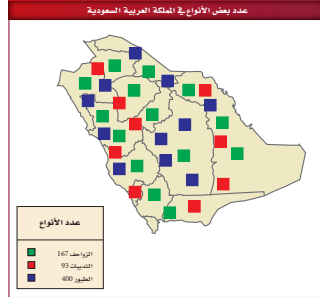 عدد بعض الأنواع في المملكة العربية السعودية
عدد الأنواع
الزواحف 167
الثدييات 93
الطيور 400